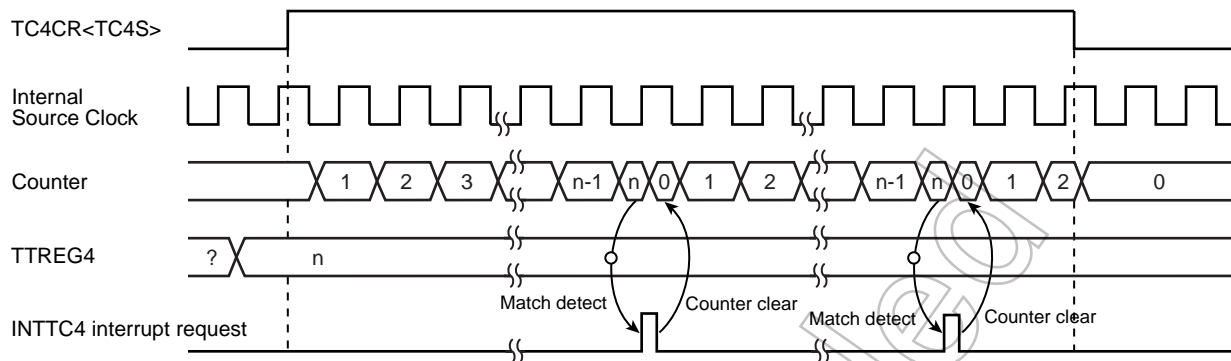 TC4CR<TC4S>
Internal
Source Clock
Counter 1 2 3 n-1 n 0 1 2 n-1 n 0 1 2 0
TTREG4 ? n
Match detect Counter clear Match detect Counter clear
INTTC4 interrupt request